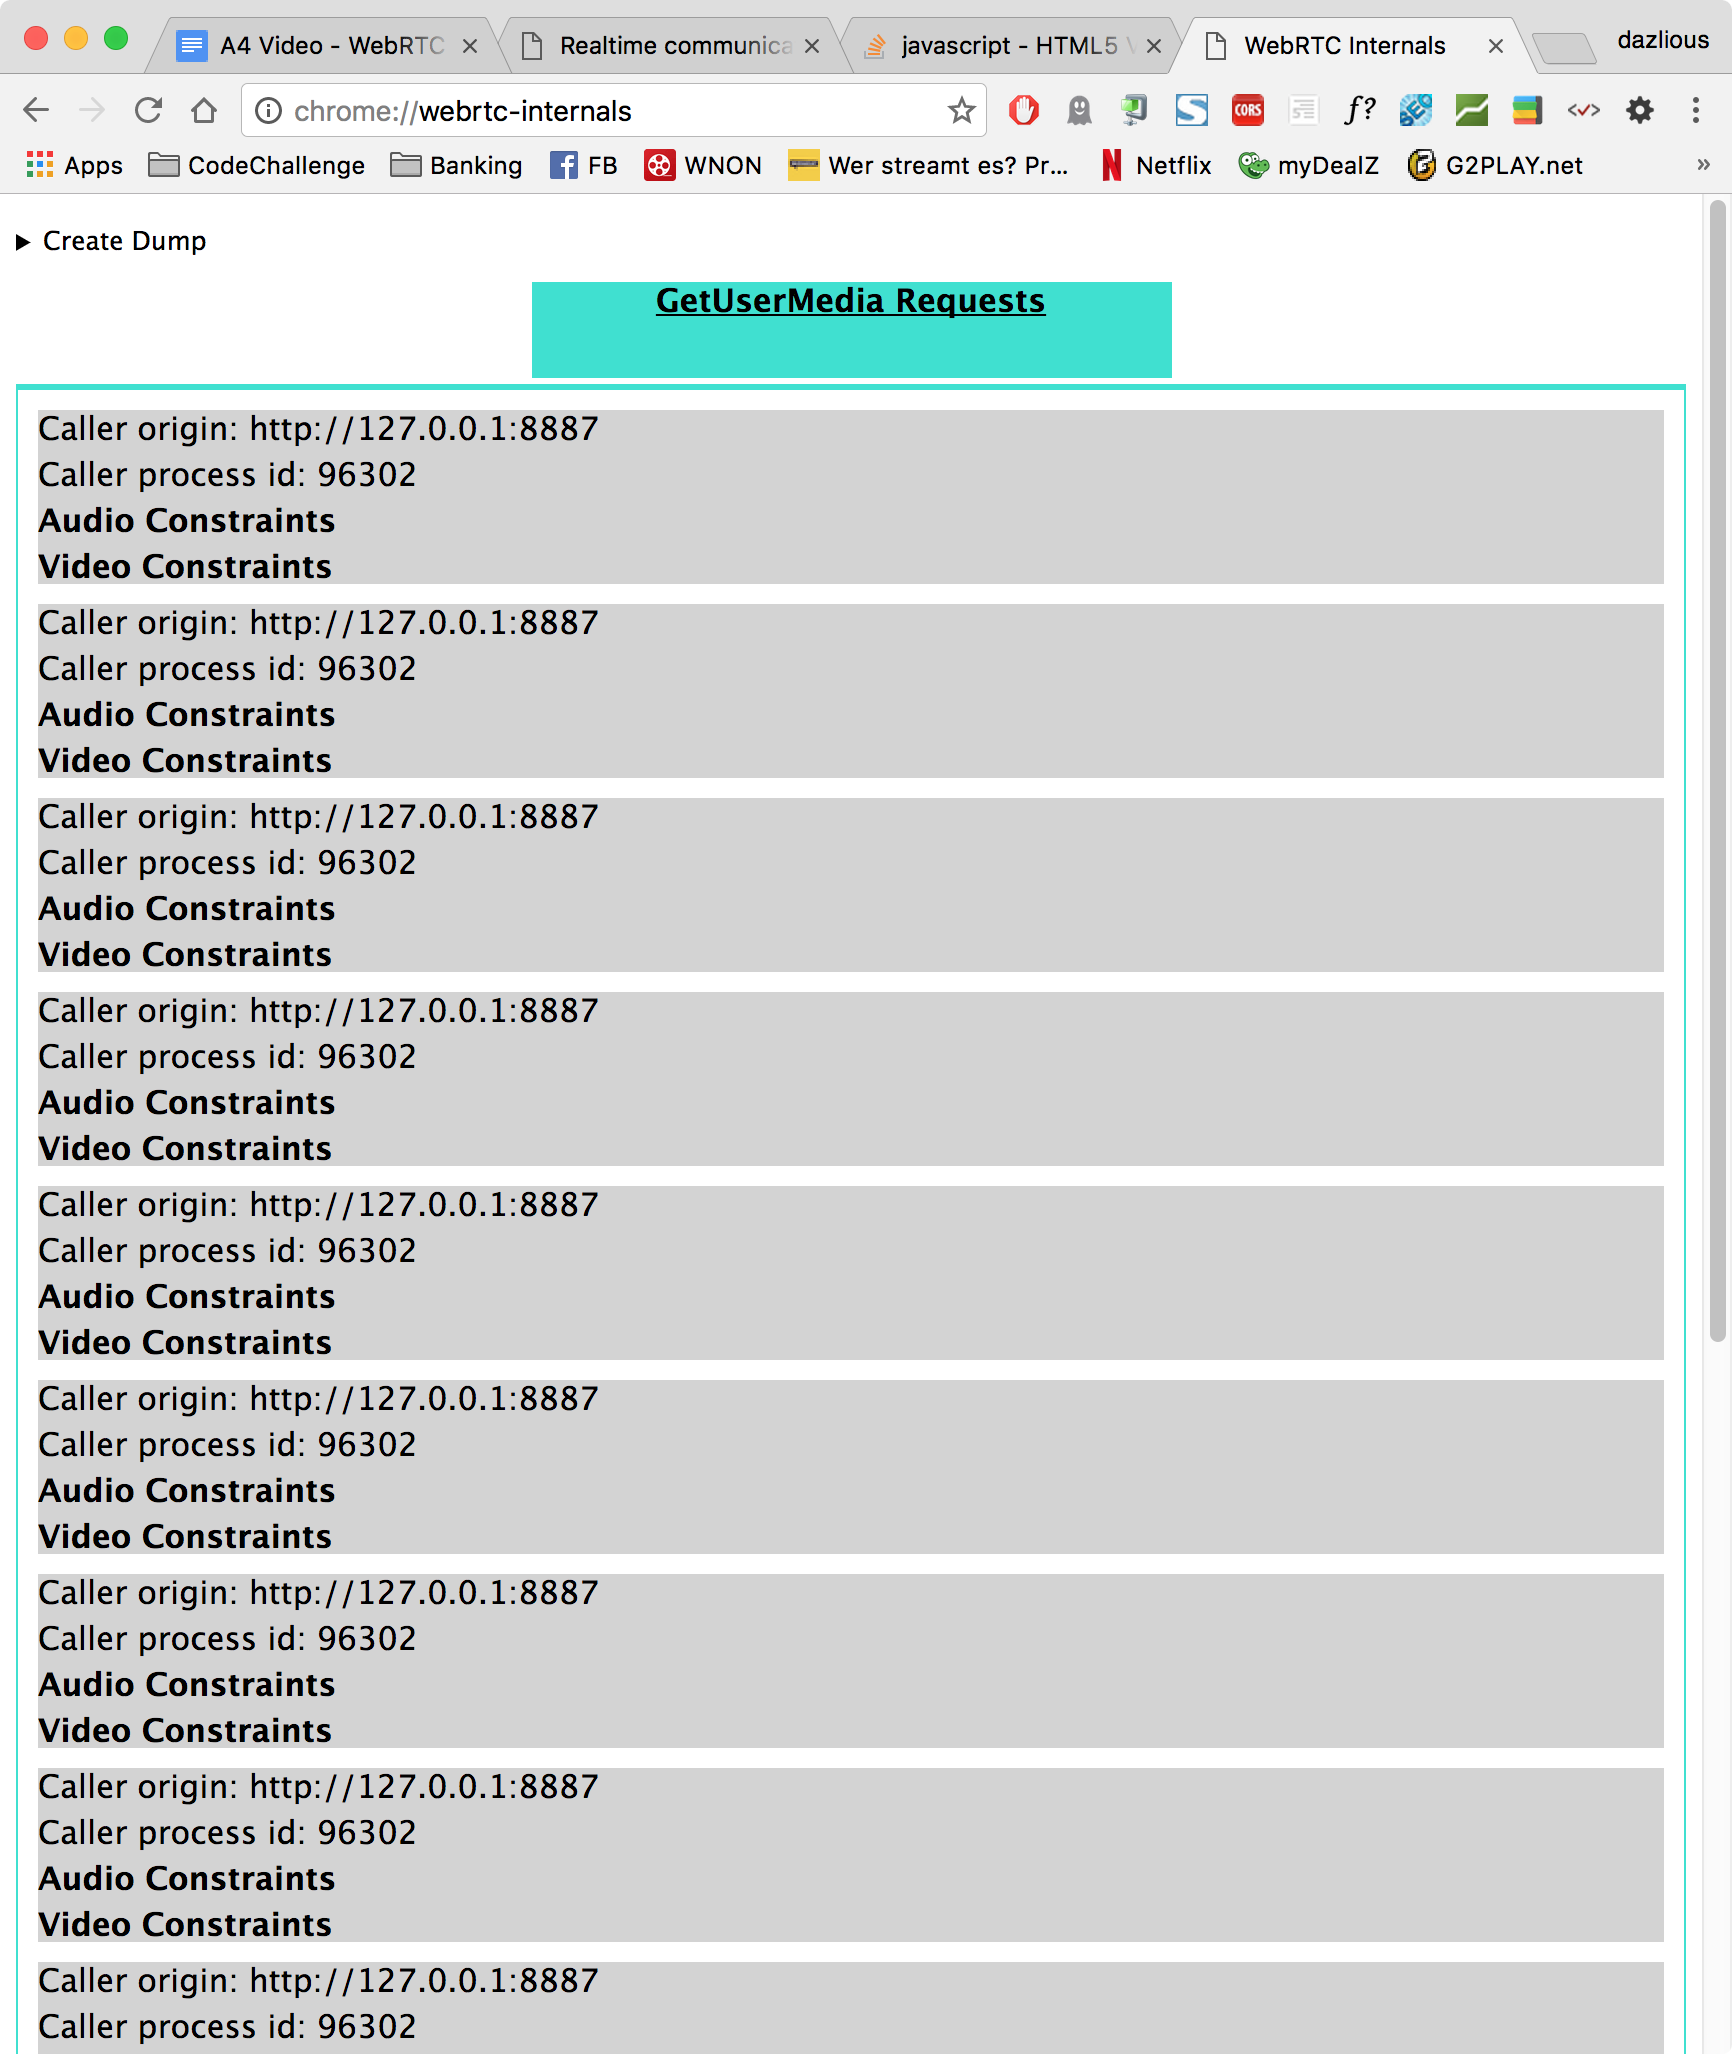 A4 Video - WebRTC
Realtime communica
javascript - HTML5 V
WebRTC Internals
dazlious
chrome://webrtc-internals
CORS
f?
Apps
CodeChallenge
Banking
FB
WNON
Wer streamt es? Pr...
Netflix
myDealZ
G2PLAY.net
»
Create Dump
GetUserMedia Requests
Caller origin: http://127.0.0.1:8887
Caller process id: 96302
Audio Constraints
Video Constraints
Caller origin: http://127.0.0.1:8887
Caller process id: 96302
Audio Constraints
Video Constraints
Caller origin: http://127.0.0.1:8887
Caller process id: 96302
Audio Constraints
Video Constraints
Caller origin: http://127.0.0.1:8887
Caller process id: 96302
Audio Constraints
Video Constraints
Caller origin: http://127.0.0.1:8887
Caller process id: 96302
Audio Constraints
Video Constraints
Caller origin: http://127.0.0.1:8887
Caller process id: 96302
Audio Constraints
Video Constraints
Caller origin: http://127.0.0.1:8887
Caller process id: 96302
Audio Constraints
Video Constraints
Caller origin: http://127.0.0.1:8887
Caller process id: 96302
Audio Constraints
Video Constraints
Caller origin: http://127.0.0.1:8887
Caller process id: 96302